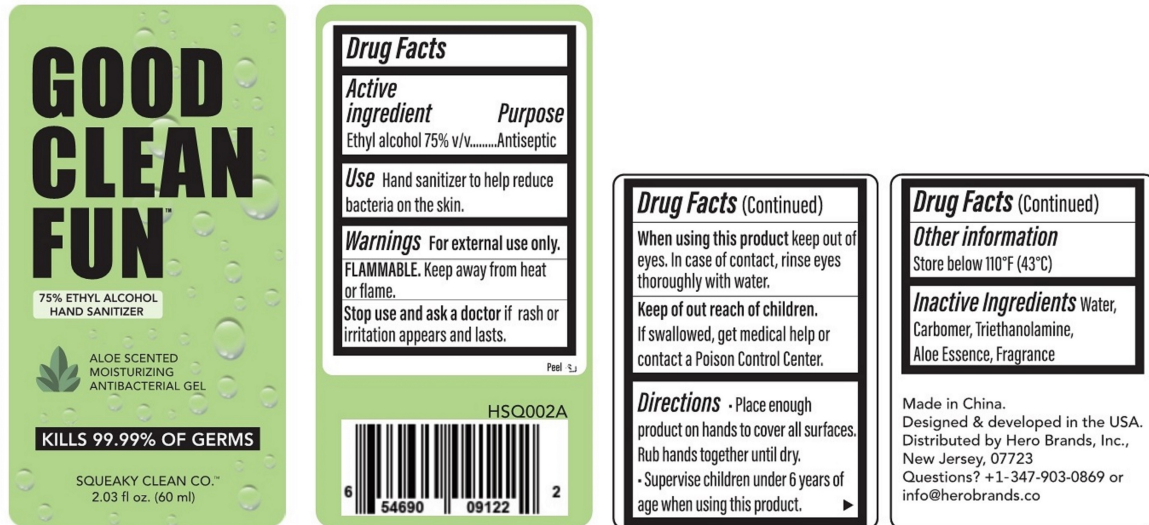 GOOD
CLEAN
FUN™
75% ETHYL ALCOHOL
HAND SANITIZER
ALOE SCENTED
MOISTURIZING
ANTIBACTERIAL GEL
KILLS 99.99% OF GERMS
SQUEAKY CLEAN CO.™
2.03 fl oz. (60 ml)
Drug Facts
Active
ingredient Purpose
Ethyl alcohol 75% v/v.........Antiseptic
Use Hand sanitizer to help reduce
bacteria on the skin.
Warnings For external use only.
FLAMMABLE. Keep away from heat
or flame.
Stop use and ask a doctor if rash or
irritation appears and lasts.
Peel
HSQ002A
6 54690 09122 2
Drug Facts (Continued)
When using this product keep out of
eyes. In case of contact, rinse eyes
thoroughly with water.
Keep of out reach of children.
If swallowed, get medical help or
contact a Poison Control Center.
Directions • Place enough
product on hands to cover all surfaces.
Rub hands together until dry.
• Supervise children under 6 years of
age when using this product. ▶
Drug Facts (Continued)
Other information
Store below 110°F (43°C)
Inactive Ingredients Water,
Carbomer, Triethanolamine,
Aloe Essence, Fragrance
Made in China.
Designed & developed in the USA.
Distributed by Hero Brands, Inc.,
New Jersey, 07723
Questions? +1-347-903-0869 or
info@herobrands.co